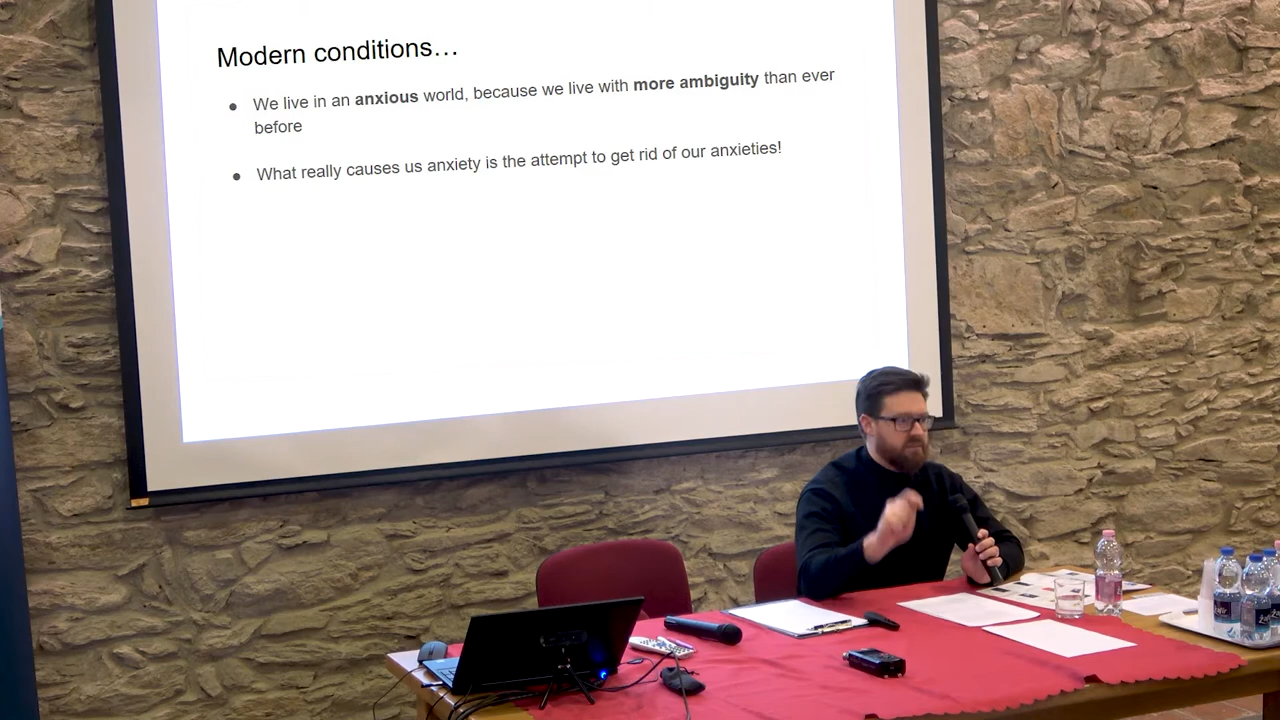 Modern conditions…
● We live in an anxious world, because we live with more ambiguity than ever
before
● What really causes us anxiety is the attempt to get rid of our anxieties!